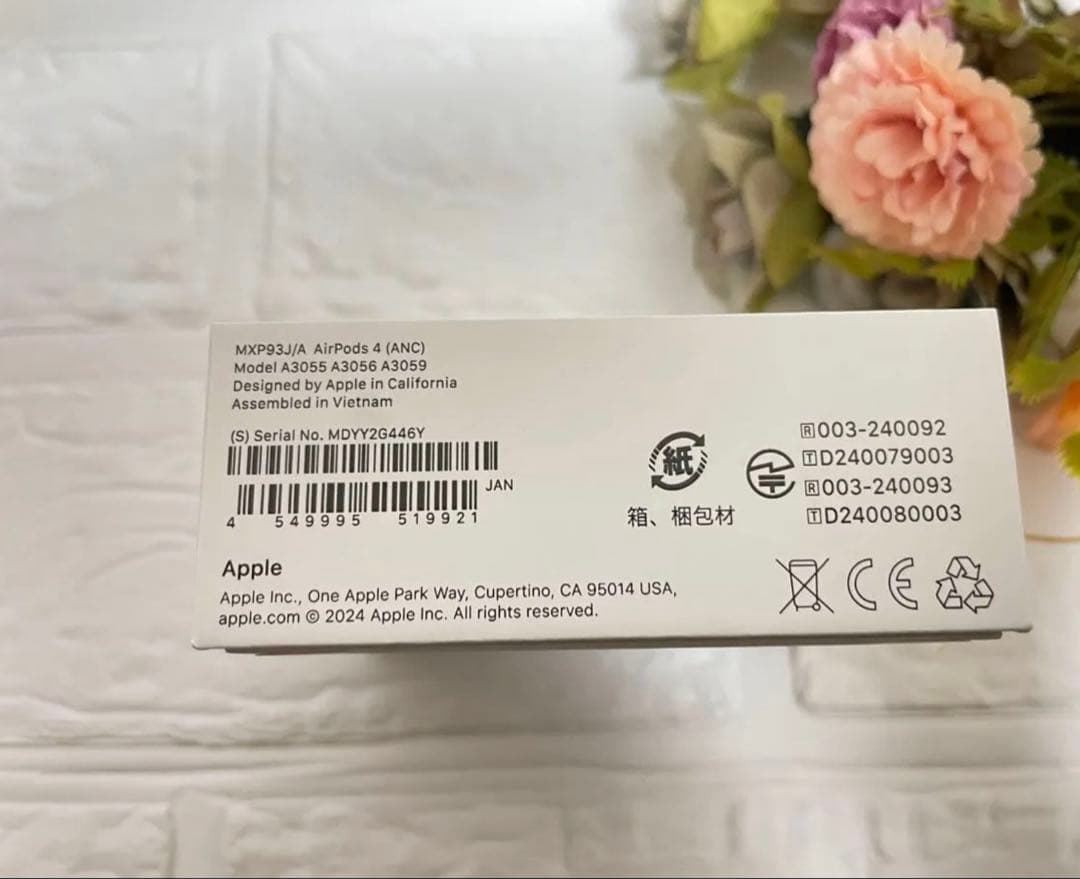 MXP93J/A AirPods 4 (ANC)
Model A3055 A3056 A3059
Designed by Apple in California
Assembled in Vietnam
(S) Serial No. MDYY2G446Y
JAN
4 549995 519921
紙
箱、梱包材
🅁003-240092
🅃D240079003
🅁003-240093
🅃D240080003
Apple
Apple Inc., One Apple Park Way, Cupertino, CA 95014 USA,
apple.com © 2024 Apple Inc. All rights reserved.
CE